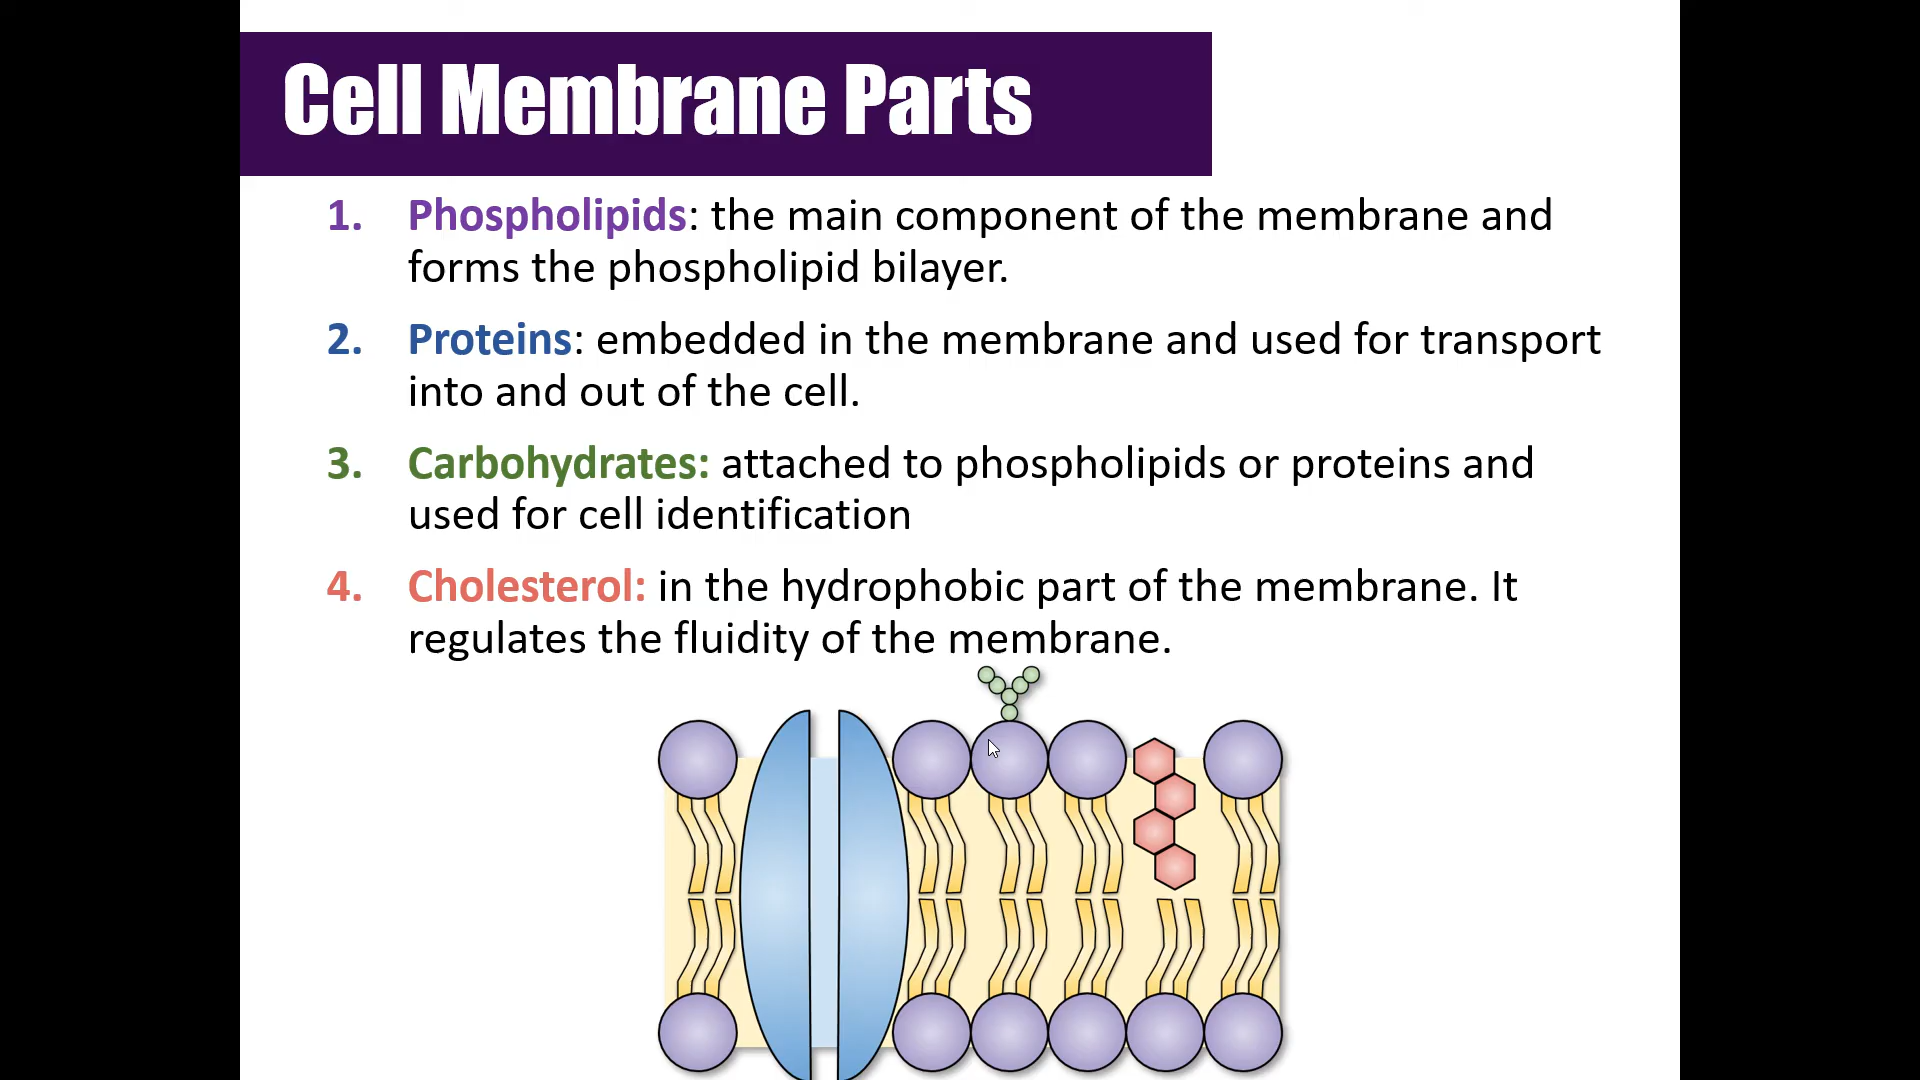 Cell Membrane Parts
1. Phospholipids: the main component of the membrane and
forms the phospholipid bilayer.
2. Proteins: embedded in the membrane and used for transport
into and out of the cell.
3. Carbohydrates: attached to phospholipids or proteins and
used for cell identification
4. Cholesterol: in the hydrophobic part of the membrane. It
regulates the fluidity of the membrane.